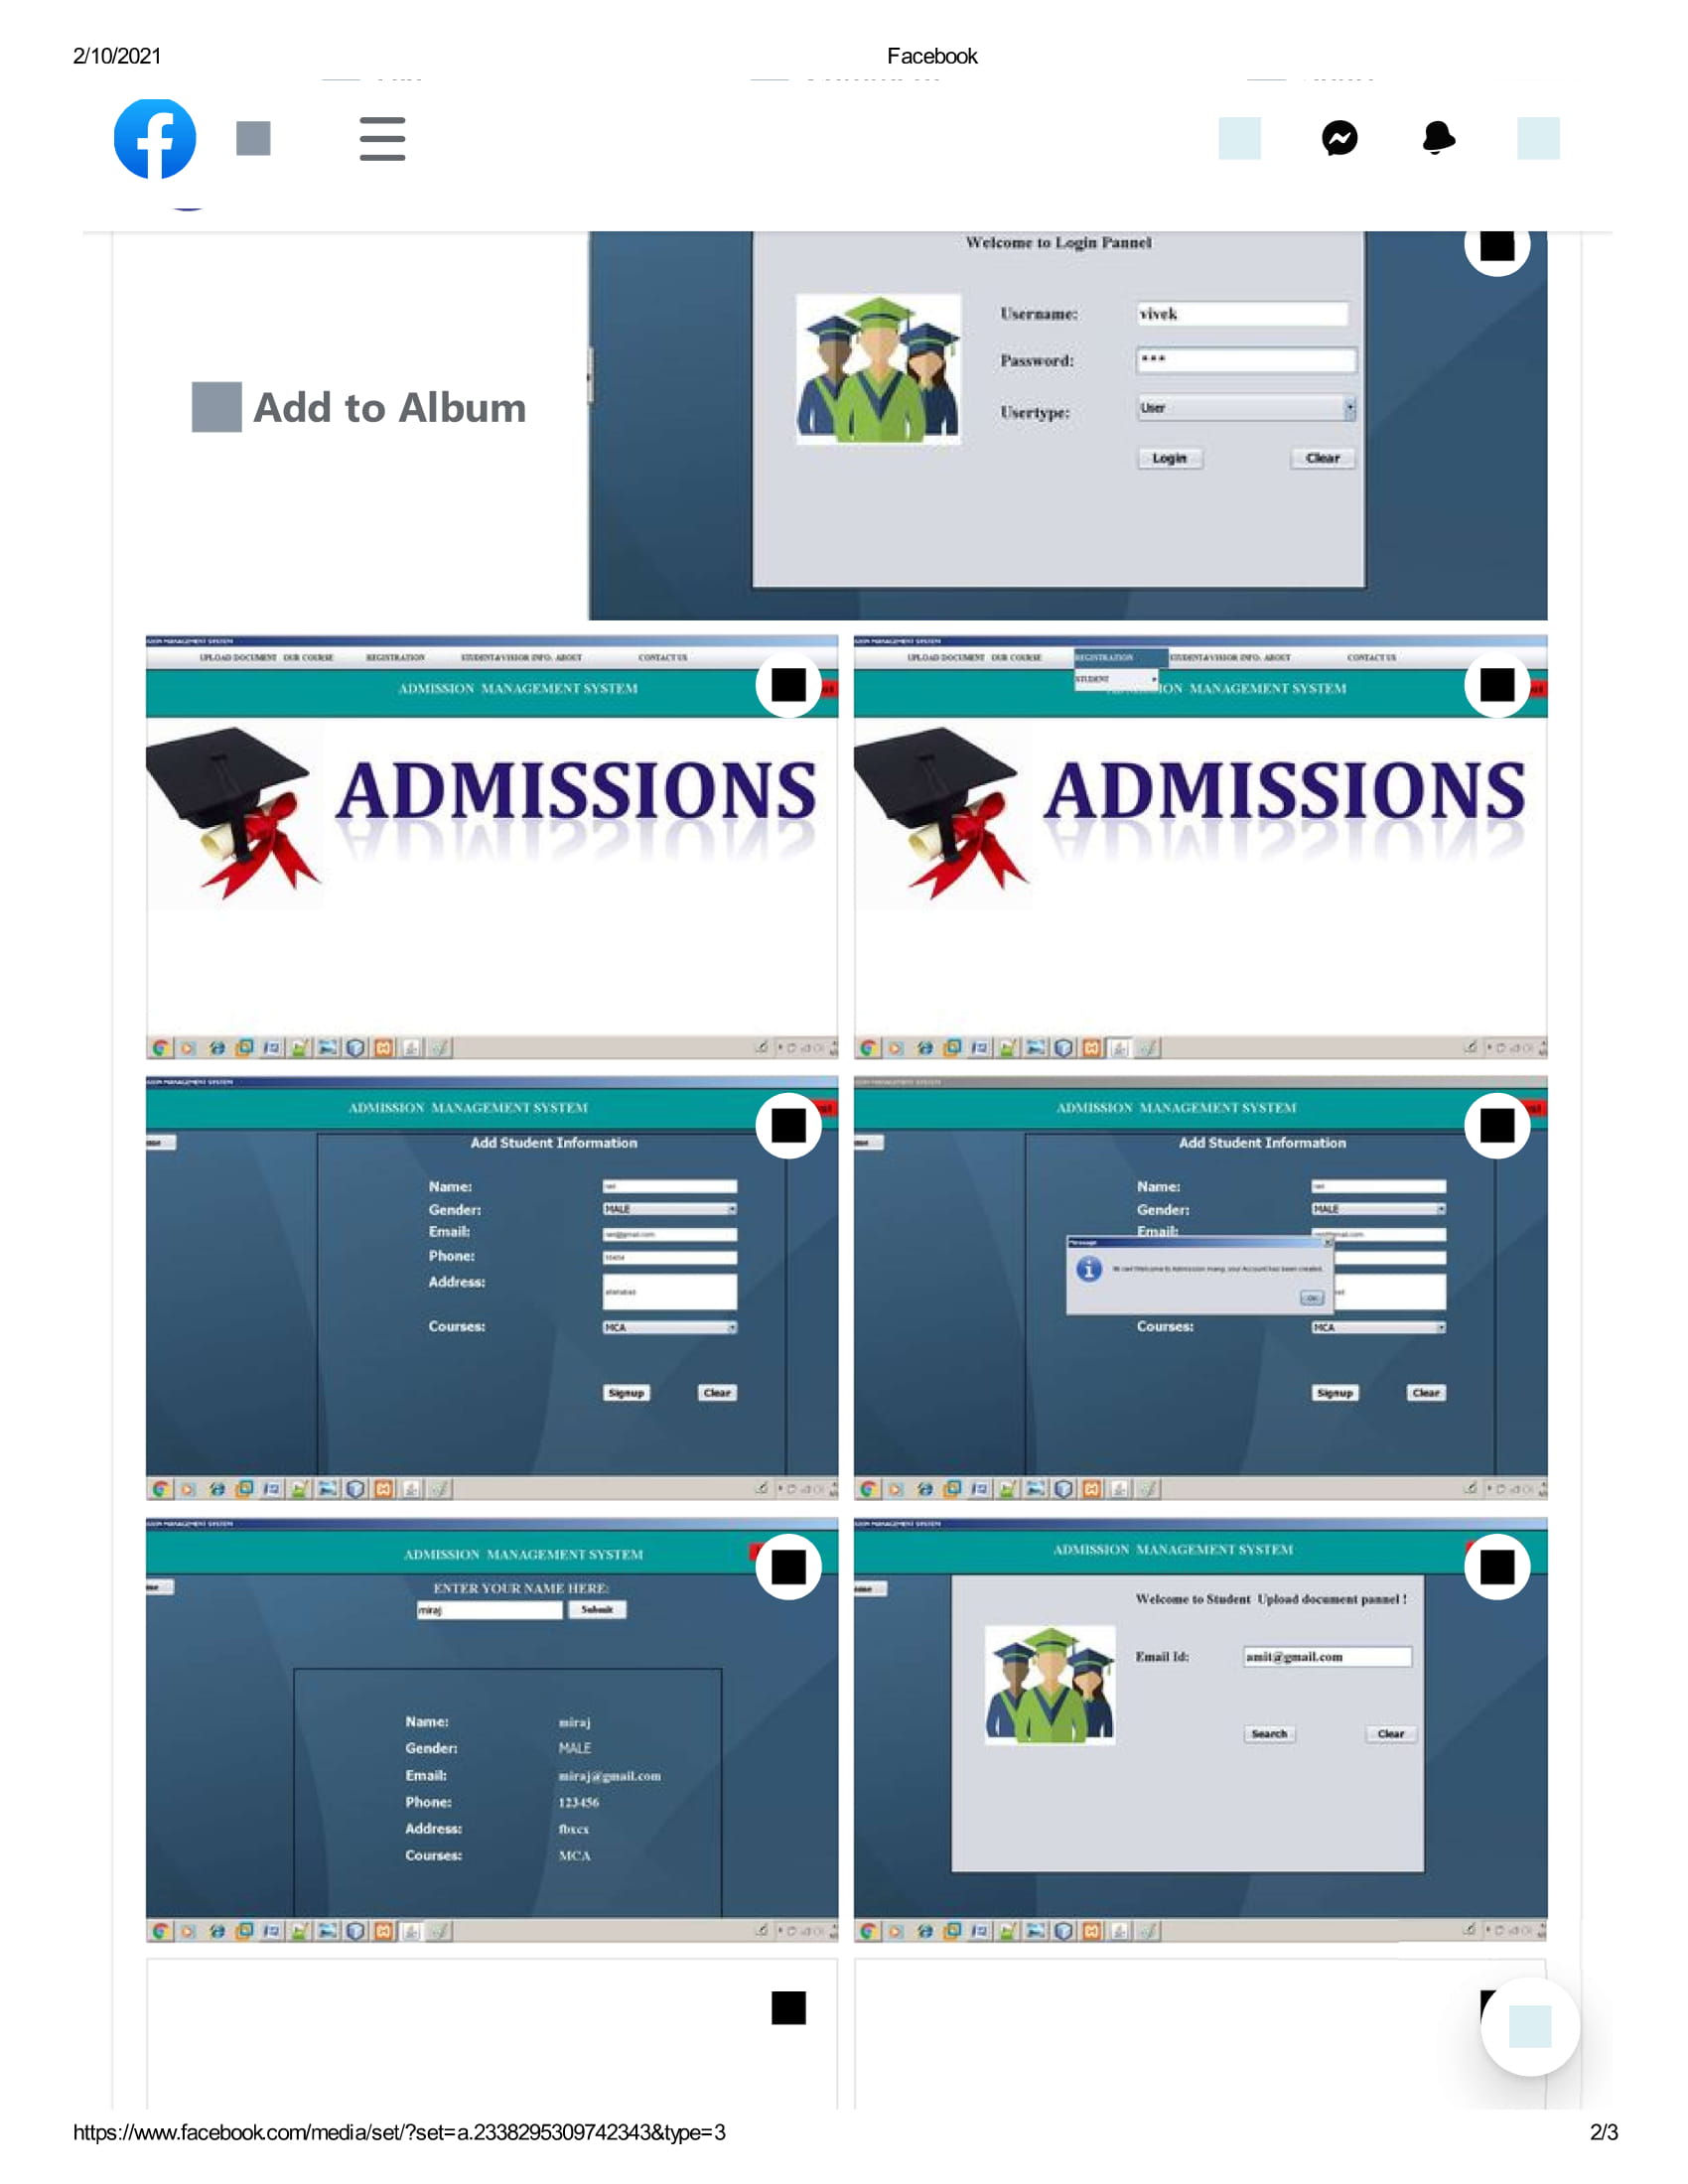 2/10/2021 Facebook
Welcome to Login Pannel
Username: vivek
Password: ***
Usertype: User
Login Clear
Add to Album
UPLOAD DOCUMENT OUR COURSE REGISTRATION STUDENT&VISIOR INFO. ABOUT CONTACT US
ADMISSION MANAGEMENT SYSTEM
ADMISSIONS
UPLOAD DOCUMENT OUR COURSE REGISTRATION STUDENT&VISIOR INFO. ABOUT CONTACT US
STUDENT
ION MANAGEMENT SYSTEM
ADMISSIONS
ADMISSION MANAGEMENT SYSTEM
Add Student Information
Name:
Gender: MALE
Email:
Phone:
Address:
Courses: MCA
Signup Clear
ADMISSION MANAGEMENT SYSTEM
Add Student Information
Name:
Gender: MALE
Email:
Message
your Account has been created.
OK
Courses: MCA
Signup Clear
ADMISSION MANAGEMENT SYSTEM
ENTER YOUR NAME HERE:
miraj Submit
Name: miraj
Gender: MALE
Email: miraj@gmail.com
Phone: 123456
Address: fbxcx
Courses: MCA
ADMISSION MANAGEMENT SYSTEM
Welcome to Student Upload document pannel !
Email Id: amit@gmail.com
Search Clear
https://www.facebook.com/media/set/?set=a.2338295309742343&type=3 2/3